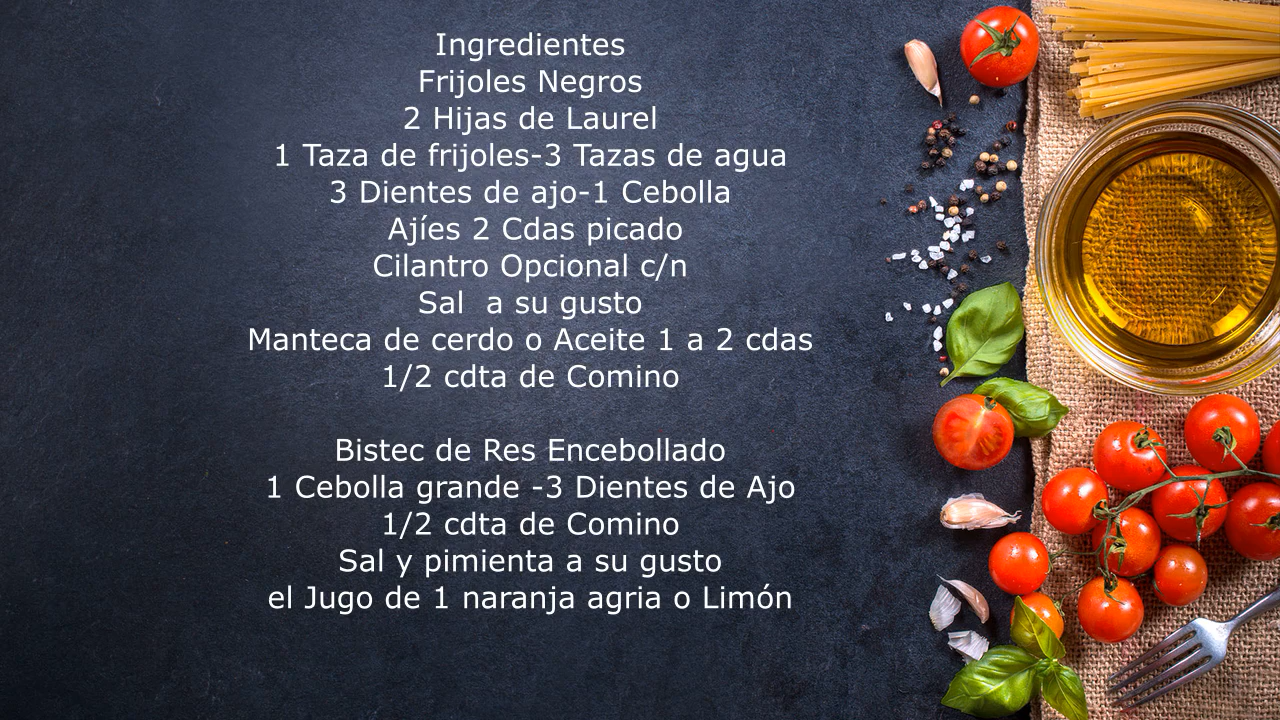 Ingredientes
Frijoles Negros
2 Hijas de Laurel
1 Taza de frijoles-3 Tazas de agua
3 Dientes de ajo-1 Cebolla
Ajíes 2 Cdas picado
Cilantro Opcional c/n
Sal  a su gusto
Manteca de cerdo o Aceite 1 a 2 cdas
1/2 cdta de Comino
Bistec de Res Encebollado
1 Cebolla grande -3 Dientes de Ajo
1/2 cdta de Comino
Sal y pimienta a su gusto
el Jugo de 1 naranja agria o Limón